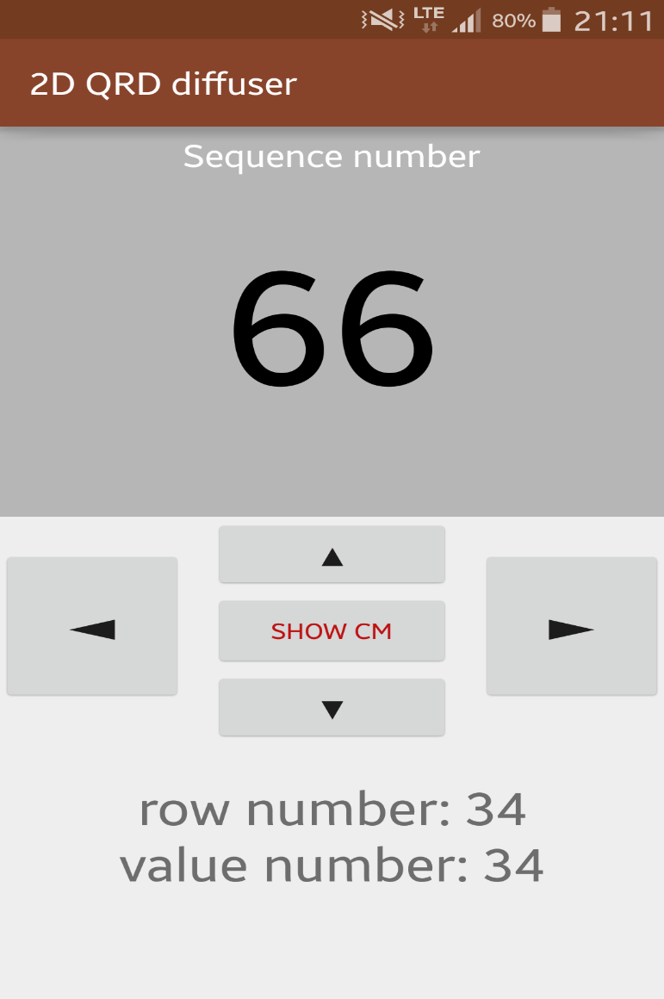 LTE 80% 21:11
2D QRD diffuser
Sequence number
66
SHOW CM
row number: 34
value number: 34